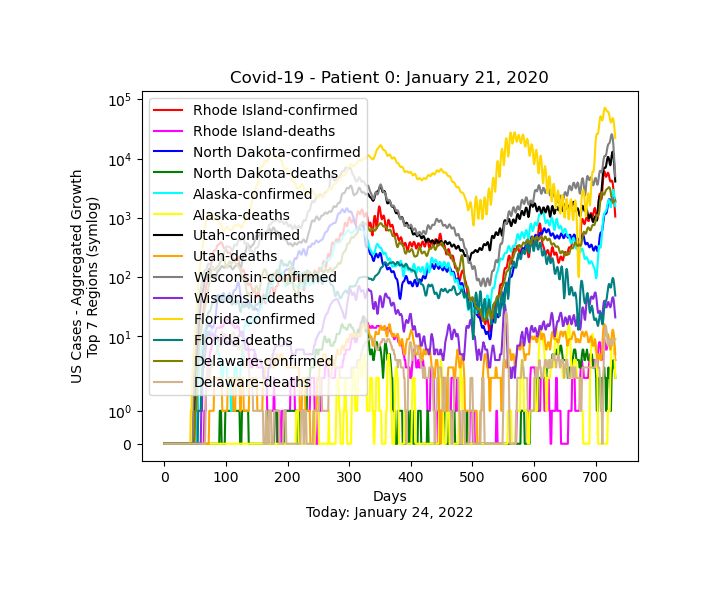 Covid-19 - Patient 0: January 21, 2020
US Cases - Aggregated Growth
Top 7 Regions (symlog)
10^5
10^4
10^3
10^2
10^1
10^0
0
Rhode Island-confirmed
Rhode Island-deaths
North Dakota-confirmed
North Dakota-deaths
Alaska-confirmed
Alaska-deaths
Utah-confirmed
Utah-deaths
Wisconsin-confirmed
Wisconsin-deaths
Florida-confirmed
Florida-deaths
Delaware-confirmed
Delaware-deaths
0 100 200 300 400 500 600 700
Days
Today: January 24, 2022